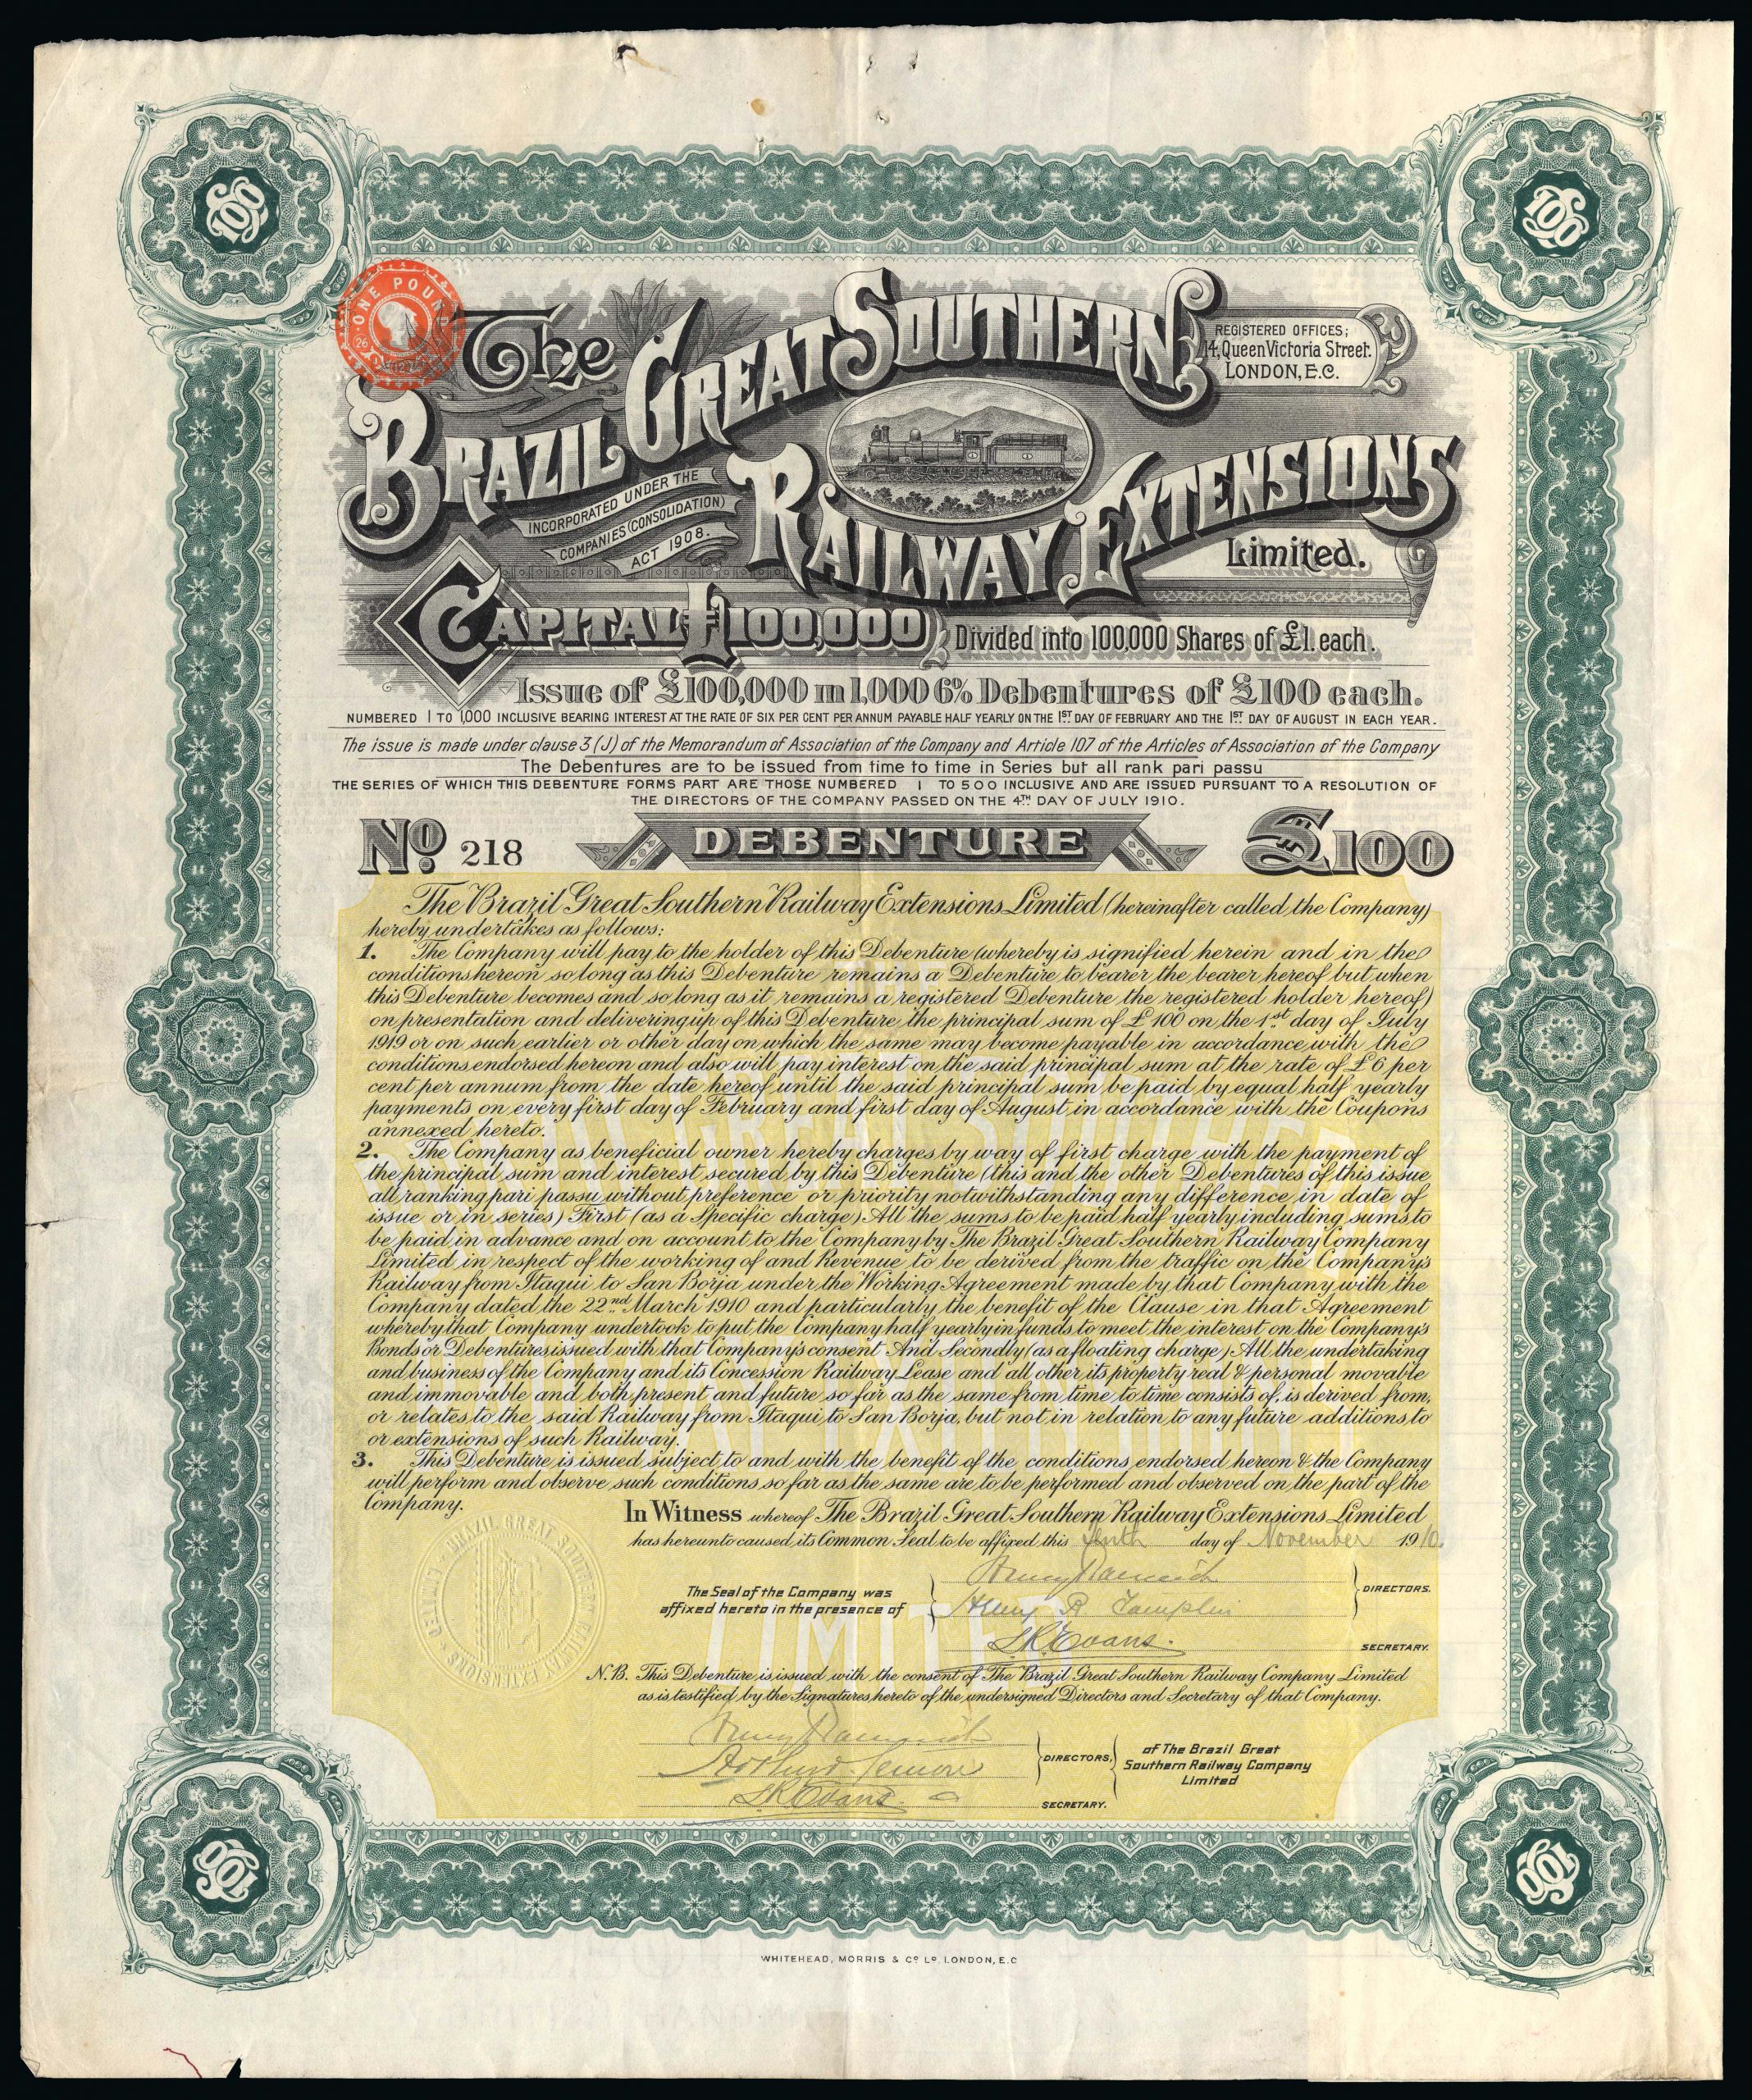 £100
£100
ONE POUND
26
The
BRAZIL GREAT SOUTHERN
RAILWAY EXTENSIONS
Limited.
REGISTERED OFFICES;
14, Queen Victoria Street.
LONDON, E.C.
INCORPORATED UNDER THE
COMPANIES (CONSOLIDATION)
ACT 1908.
CAPITAL £100,000 Divided into 100,000 Shares of £1. each.
Issue of £100,000 in 1,000 6% Debentures of £100 each.
NUMBERED 1 TO 1,000 INCLUSIVE BEARING INTEREST AT THE RATE OF SIX PER CENT PER ANNUM PAYABLE HALF YEARLY ON THE 1ST DAY OF FEBRUARY AND THE 1ST DAY OF AUGUST IN EACH YEAR.
The issue is made under clause 3 (J) of the Memorandum of Association of the Company and Article 107 of the Articles of Association of the Company
The Debentures are to be issued from time to time in Series but all rank pari passu
THE SERIES OF WHICH THIS DEBENTURE FORMS PART ARE THOSE NUMBERED 1 TO 500 INCLUSIVE AND ARE ISSUED PURSUANT TO A RESOLUTION OF
THE DIRECTORS OF THE COMPANY PASSED ON THE 4TH DAY OF JULY 1910.
No. 218 DEBENTURE £100
The Brazil Great Southern Railway Extensions Limited (hereinafter called the Company)
hereby undertakes as follows:
1. The Company will pay to the holder of this Debenture (whereby is signified herein and in the
conditions hereon so long as this Debenture remains a Debenture to bearer the bearer hereof but when
this Debenture becomes and so long as it remains a registered Debenture the registered holder hereof)
on presentation and delivering up of this Debenture the principal sum of £100 on the 1st day of July
1919 or on such earlier or other day on which the same may become payable in accordance with the
conditions endorsed hereon and also will pay interest on the said principal sum at the rate of £6 per
cent per annum from the date hereof until the said principal sum be paid by equal half yearly
payments on every first day of February and first day of August in accordance with the Coupons
annexed hereto.
2. The Company as beneficial owner hereby charges by way of first charge with the payment of
the principal sum and interest secured by this Debenture (this and the other Debentures of this issue
all ranking pari passu without preference or priority notwithstanding any difference in date of
issue or in series) First (as a Specific charge) All the sums to be paid half yearly including sums to
be paid in advance and on account to the Company by The Brazil Great Southern Railway Company
Limited in respect of the working of and Revenue to be derived from the traffic on the Company's
Railway from Itaqui to San Borja under the Working Agreement made by that Company with the
Company dated the 22nd March 1910 and particularly the benefit of the Clause in that Agreement
whereby that Company undertook to put the Company half yearly in funds to meet the interest on the Company's
Bonds or Debentures issued with that Company's consent And Secondly (as a floating charge) All the undertaking
and business of the Company and its Concession Railway Lease and all other its property real & personal movable
and immovable and both present and future so far as the same from time to time consists of, is derived from,
or relates to the said Railway from Itaqui to San Borja, but not in relation to any future additions to
or extensions of such Railway.
3. This Debenture is issued subject to and with the benefit of the conditions endorsed hereon & the Company
will perform and observe such conditions so far as the same are to be performed and observed on the part of the
Company.
In Witness whereof The Brazil Great Southern Railway Extensions Limited
has hereunto caused its Common Seal to be affixed this tenth day of November 1910.
The Seal of the Company was
affixed hereto in the presence of
Henry R Tamplin
DIRECTORS.
S.R. Evans.
SECRETARY.
BRAZIL GREAT SOUTHERN RAILWAY EXTENSIONS
LIMITED
N.B. This Debenture is issued with the consent of The Brazil Great Southern Railway Company Limited
as is testified by the Signatures hereto of the undersigned Directors and Secretary of that Company.
Arthur Lemon
DIRECTORS,
of The Brazil Great
Southern Railway Company
Limited
S.R. Evans.
SECRETARY.
£100
£100
WHITEHEAD, MORRIS & Co. Ld. LONDON, E.C